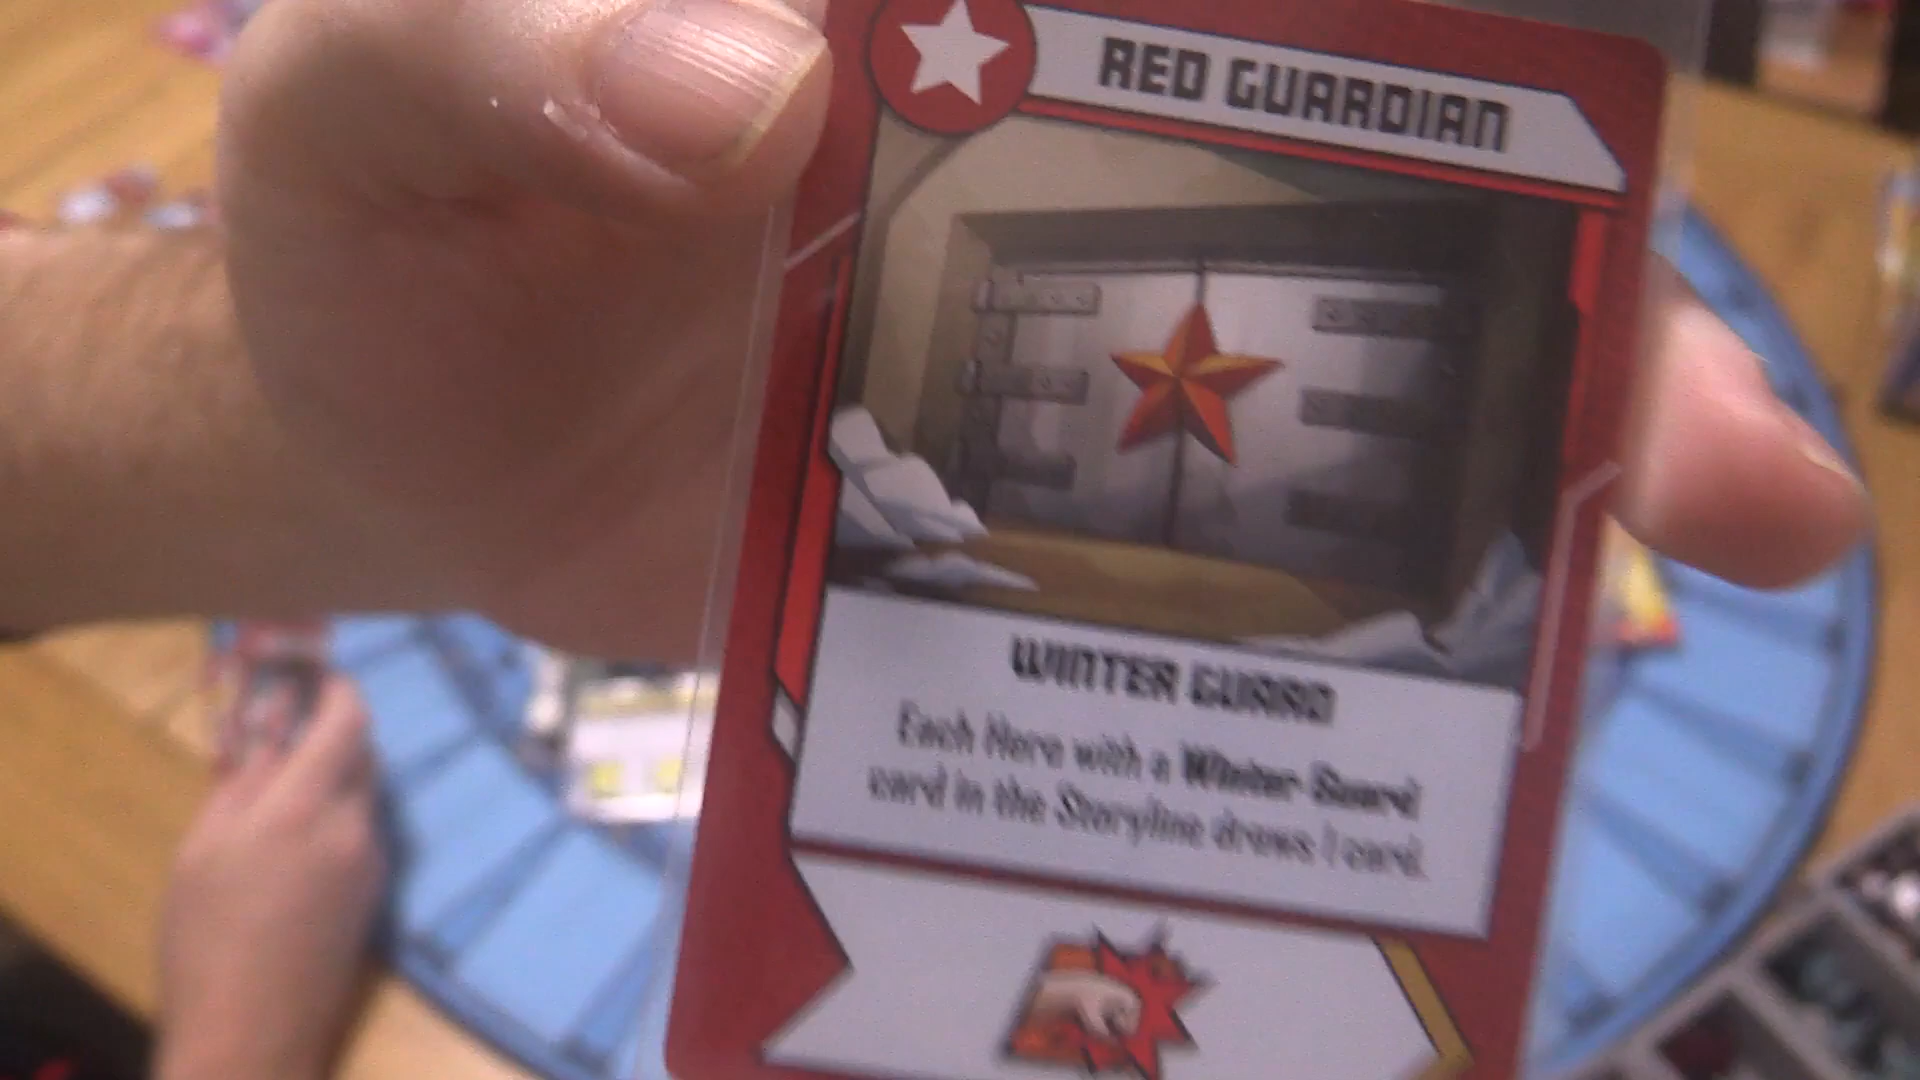 RED GUARDIAN
WINTER GUARD
Each Hero with a Winter Guard
card in the Storyline draws 1 card.